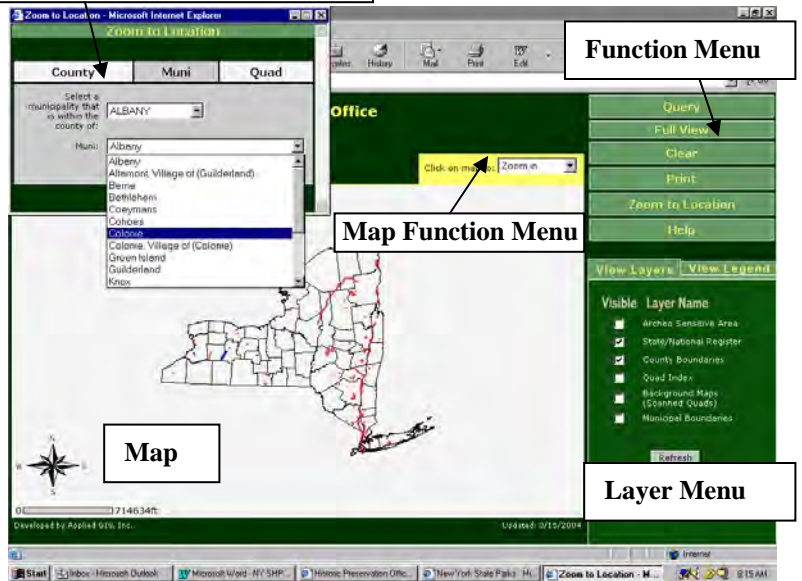 Zoom to Location - Microsoft Internet Explorer
Zoom to Location
County Muni Quad
Select a
municipality that
is within the
county of:
ALBANY
Muni: Albany
Albany
Altamont, Village of (Guilderland)
Berne
Bethlehem
Coeymans
Cohoes
Colonie
Colonie, Village of (Colonie)
Green Island
Guilderland
Knox
History Mail Print Edit
Office
Click on map to: Zoom in
Map Function Menu
Function Menu
Query
Full View
Clear
Print
Zoom to Location
Help
View Layers View Legend
Visible Layer Name
Archeo Sensitive Area
State/National Register
County Boundaries
Quad Index
Background Maps
(Scanned Quads)
Municipal Boundaries
Refresh
Layer Menu
Map
N
W E
S
0 714634ft
Developed by Applied GIS, Inc.
Updated: 3/15/2004
Internet
Start Inbox - Microsoft Outlook Microsoft Word - NY SHP... Historic Preservation Offic... New York State Parks Hi... Zoom to Location - M... 8:15 AM